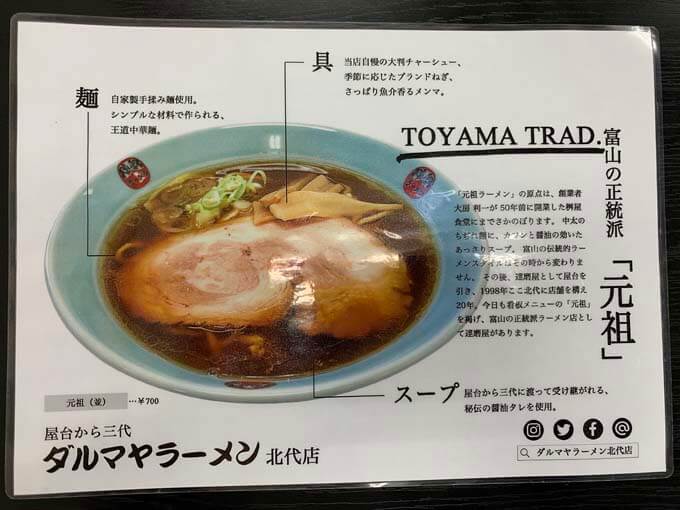 具
当店自慢の大判チャーシュー、
季節に応じたブランドねぎ、
さっぱり魚介香るメンマ。
麺
自家製手揉み麺使用。
シンプルな材料で作られる、
王道中華麺。
TOYAMA TRAD.
富山の正統派
「元祖」
「元祖ラーメン」の原点は、創業者
大居 利一が50年前に開業した桝屋
食堂にまでさかのぼります。 中太の
ちぢれ麺に、カツンと醤油の効いた
あっさりスープ。 富山の伝統的ラー
メンスタイルはその時から変わりま
せん。その後、達磨屋として屋台を
引き、1998年ここ北代に店舗を構え
20年。今日も看板メニューの「元祖」
を掲げ、富山の正統派ラーメン店とし
て達磨屋があります。
スープ
屋台から三代に渡って受け継がれる、
秘伝の醤油タレを使用。
元祖（並） …¥700
屋台から三代
ダルマヤラーメン 北代店
ダルマヤラーメン北代店